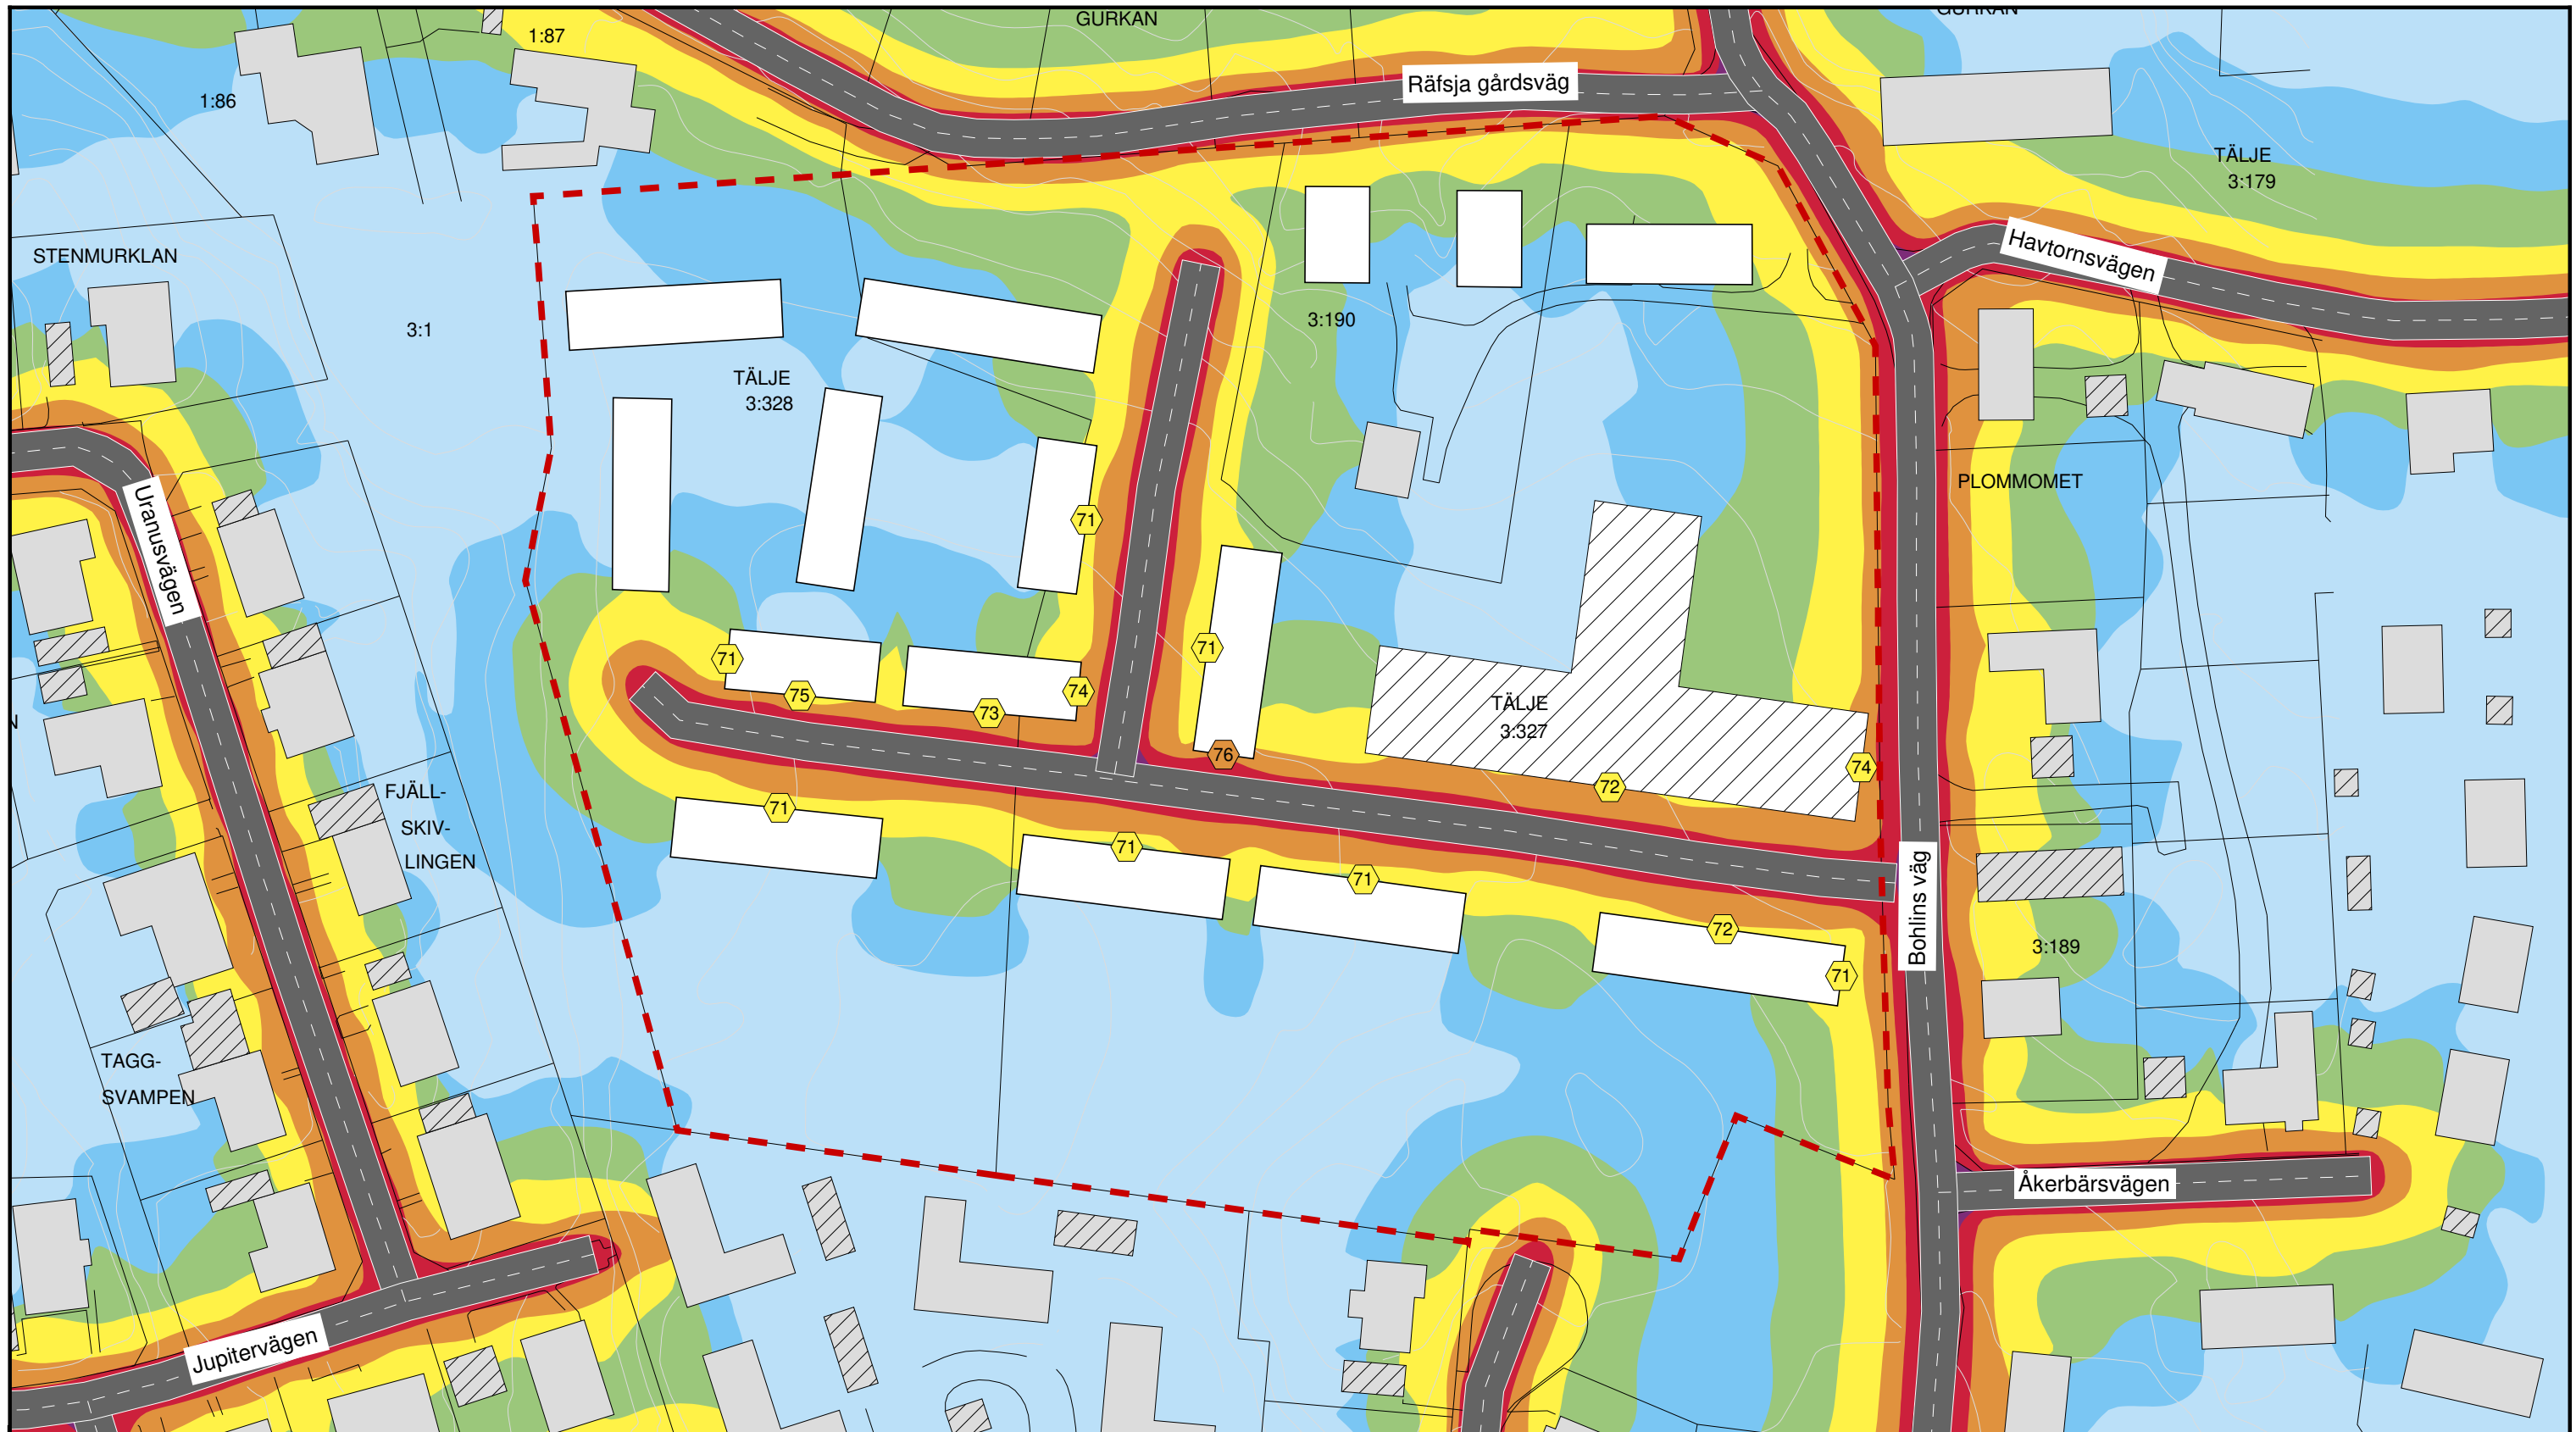 GURKAN
GURKAN
1:87
Räfsja gårdsväg
1:86
TÄLJE
3:179
STENMURKLAN
Havtornsvägen
3:1
3:190
TÄLJE
3:328
PLOMMOMET
Uranusvägen
71
71
71
74
75
73
TÄLJE
3:327
N
76
74
72
FJÄLL-
SKIV-
LINGEN
71
71
71
Bohlins väg
72
3:189
71
TAGG-
SVAMPEN
Åkerbärsvägen
Jupitervägen